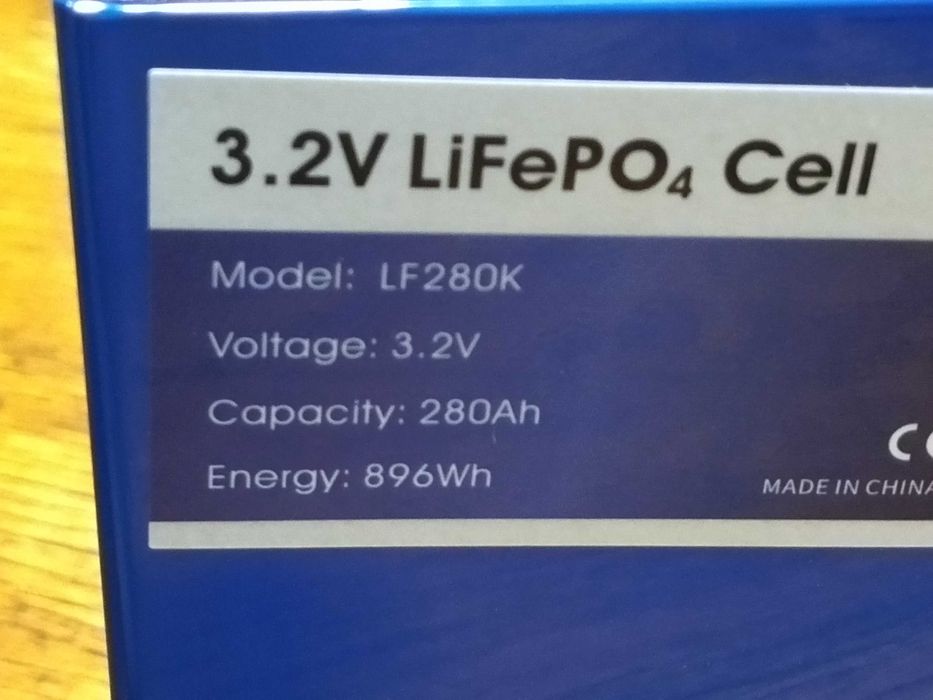 3.2V LiFePO₄ Cell
Model: LF280K
Voltage: 3.2V
Capacity: 280Ah
Energy: 896Wh
CE
MADE IN CHINA